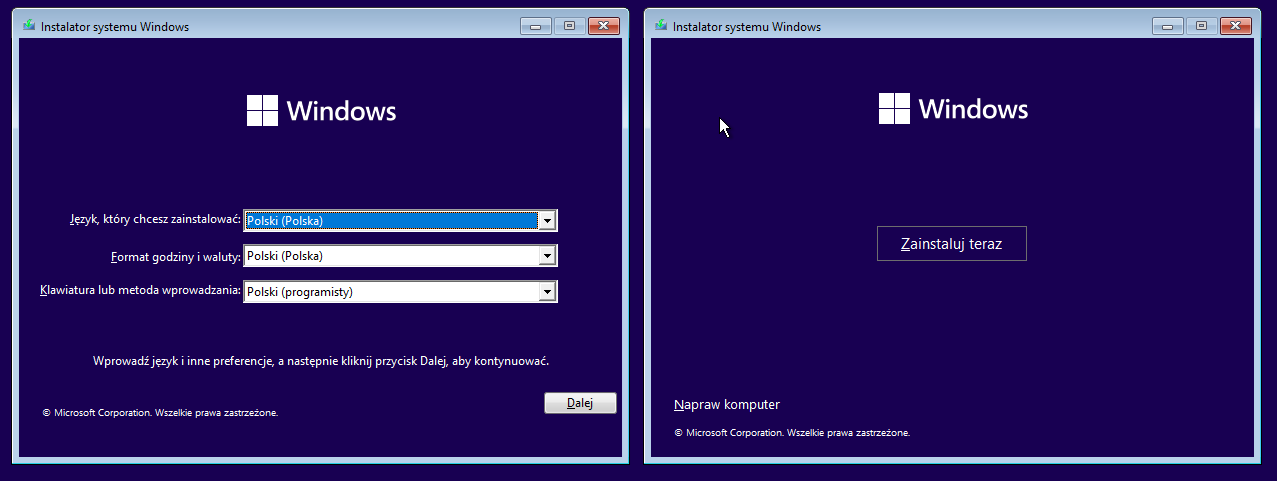 Instalator systemu Windows
Windows
Język, który chcesz zainstalować: Polski (Polska)
Format godziny i waluty: Polski (Polska)
Klawiatura lub metoda wprowadzania: Polski (programisty)
Wprowadź język i inne preferencje, a następnie kliknij przycisk Dalej, aby kontynuować.
Dalej
© Microsoft Corporation. Wszelkie prawa zastrzeżone.
Instalator systemu Windows
Windows
Zainstaluj teraz
Napraw komputer
© Microsoft Corporation. Wszelkie prawa zastrzeżone.